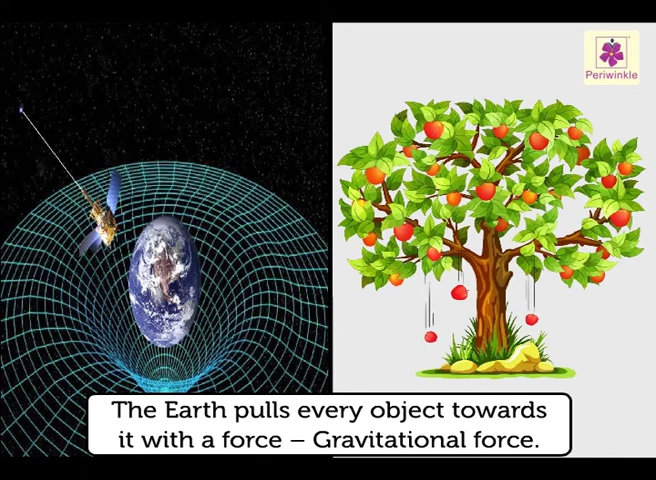 Periwinkle
The Earth pulls every object towards
it with a force – Gravitational force.